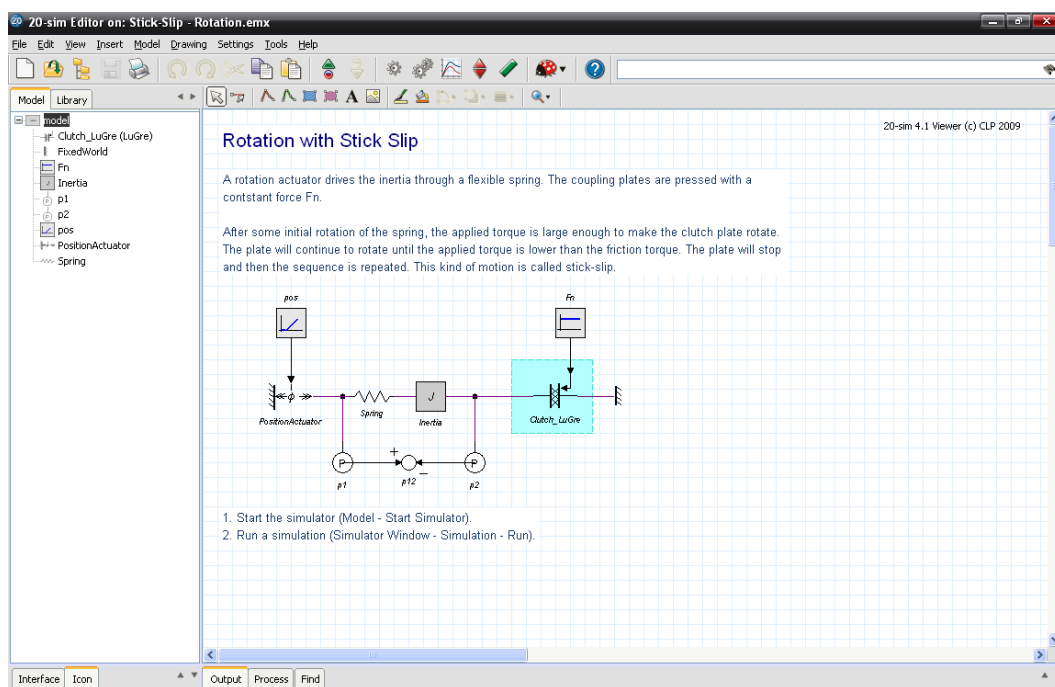 20-sim Editor on: Stick-Slip - Rotation.emx
File Edit View Insert Model Drawing Settings Tools Help
Model Library
model
Clutch_LuGre (LuGre)
FixedWorld
Fn
Inertia
p1
p2
pos
PositionActuator
Spring
20-sim 4.1 Viewer (c) CLP 2009
Rotation with Stick Slip
A rotation actuator drives the inertia through a flexible spring. The coupling plates are pressed with a
contstant force Fn.
After some initial rotation of the spring, the applied torque is large enough to make the clutch plate rotate.
The plate will continue to rotate until the applied torque is lower than the friction torque. The plate will stop
and then the sequence is repeated. This kind of motion is called stick-slip.
pos Fn
J
PositionActuator Spring Inertia Clutch_LuGre
P + − P
p1 p12 p2
1. Start the simulator (Model - Start Simulator).
2. Run a simulation (Simulator Window - Simulation - Run).
Interface Icon Output Process Find